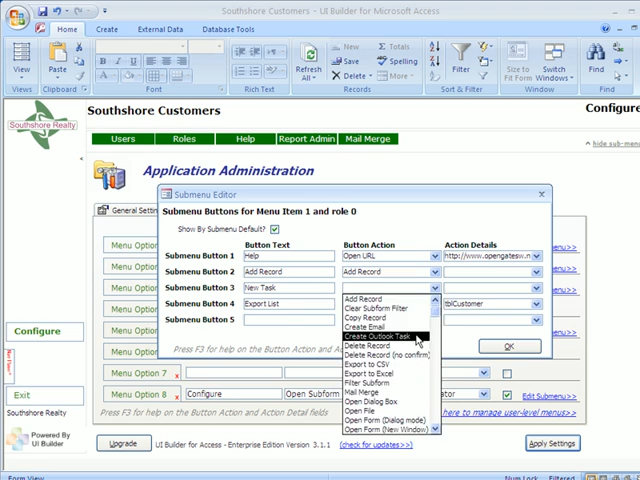 Southshore Customers - UI Builder for Microsoft Access
Home Create External Data Database Tools
View Paste Refresh All New Save Delete Totals Spelling Filter Size to Fit Form Switch Windows Find
Views Clipboard Font Rich Text Records Sort & Filter Window Find
Southshore Realty
Southshore Customers
Configure
hide sub-menu
Users Roles Help Report Admin Mail Merge
Application Administration
General Settin
Submenu Editor
Submenu Buttons for Menu Item 1 and role 0
Show By Submenu Default?
Button Text Button Action Action Details
Submenu Button 1 Help Open URL http://www.opengatesw.n
Submenu Button 2 Add Record Add Record
Submenu Button 3 New Task
Submenu Button 4 Export List tblCustomer
Submenu Button 5
Add Record
Clear Subform Filter
Copy Record
Create Email
Create Outlook Task
Delete Record
Delete Record (no confirm)
Export to CSV
Export to Excel
Filter Subform
Mail Merge
Open Dialog Box
Open File
Open Form (Dialog mode)
Open Form (New Window)
Press F3 for help on the Button Action and A
OK
Menu Option
Menu Option
Menu Option
Menu Option
Menu Option
Menu Option
Menu Option 7 x
Menu Option 8 x Configure Open Subform Edit Submenu>>
Press F3 for help on the Button Action and Action Detail fields
here to manage user-level menus>>
Configure
Exit
Powered By
UI Builder
Upgrade UI Builder for Access - Enterprise Edition Version 3.1.1 (check for updates>>) Apply Settings
Form View Num Lock Filtered